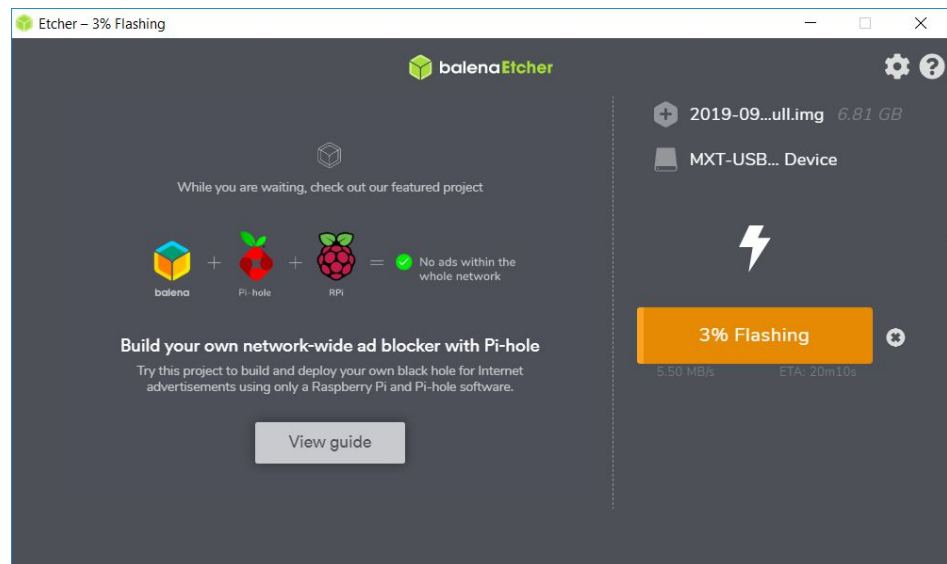 Etcher – 3% Flashing
balenaEtcher
While you are waiting, check out our featured project
balena
Pi-hole
RPi
No ads within the
whole network
Build your own network-wide ad blocker with Pi-hole
Try this project to build and deploy your own black hole for Internet
advertisements using only a Raspberry Pi and Pi-hole software.
View guide
2019-09...ull.img 6.81 GB
MXT-USB... Device
3% Flashing
5.50 MB/s ETA: 20m10s